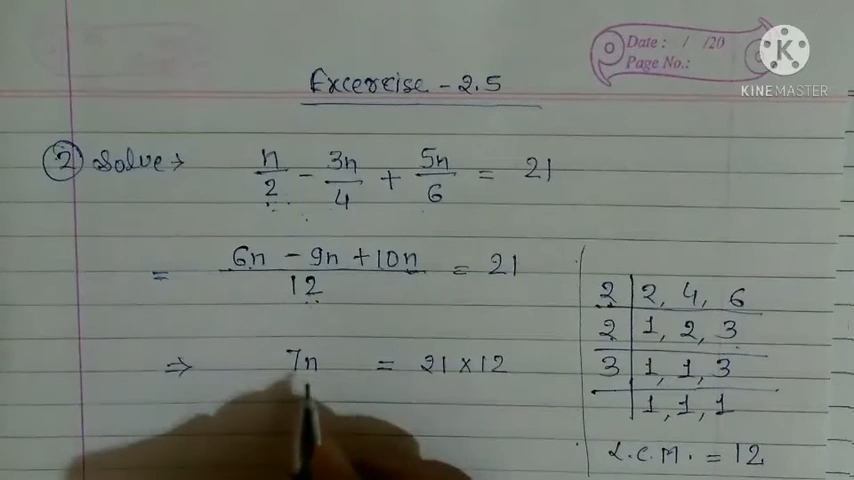 Date: / /20
Page No.:
K
KINEMASTER
Excercise - 2.5
2 Solve → n/2 - 3n/4 + 5n/6 = 21
= 6n - 9n + 10n / 12 = 21
⇒ 7n = 21 × 12
2 | 2, 4, 6
2 | 1, 2, 3
3 | 1, 1, 3
1, 1, 1
L.C.M. = 12